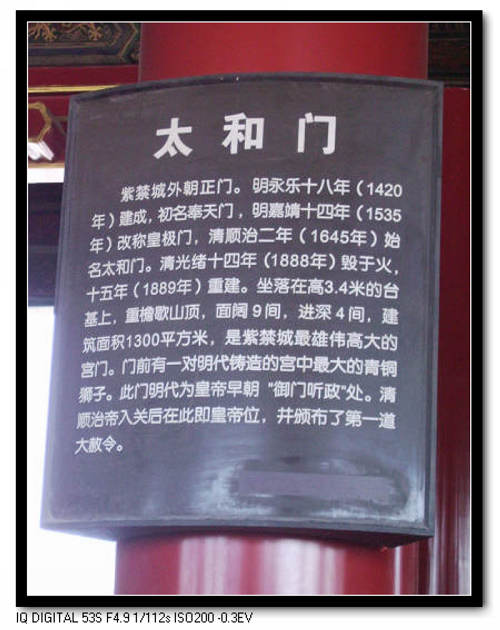 太和门
紫禁城外朝正门。明永乐十八年（1420
年）建成，初名奉天门，明嘉靖十四年（1535
年）改称皇极门，清顺治二年（1645年）始
名太和门。清光绪十四年（1888年）毁于火，
十五年（1889年）重建。坐落在高3.4米的台
基上，重檐歇山顶，面阔9间，进深4间，建
筑面积1300平方米，是紫禁城最雄伟高大的
宫门。门前有一对明代铸造的宫中最大的青铜
狮子。此门明代为皇帝早朝“御门听政”处。清
顺治帝入关后在此即皇帝位，并颁布了第一道
大赦令。
IQ DIGITAL 53S F4.9 1/112s ISO200 -0.3EV